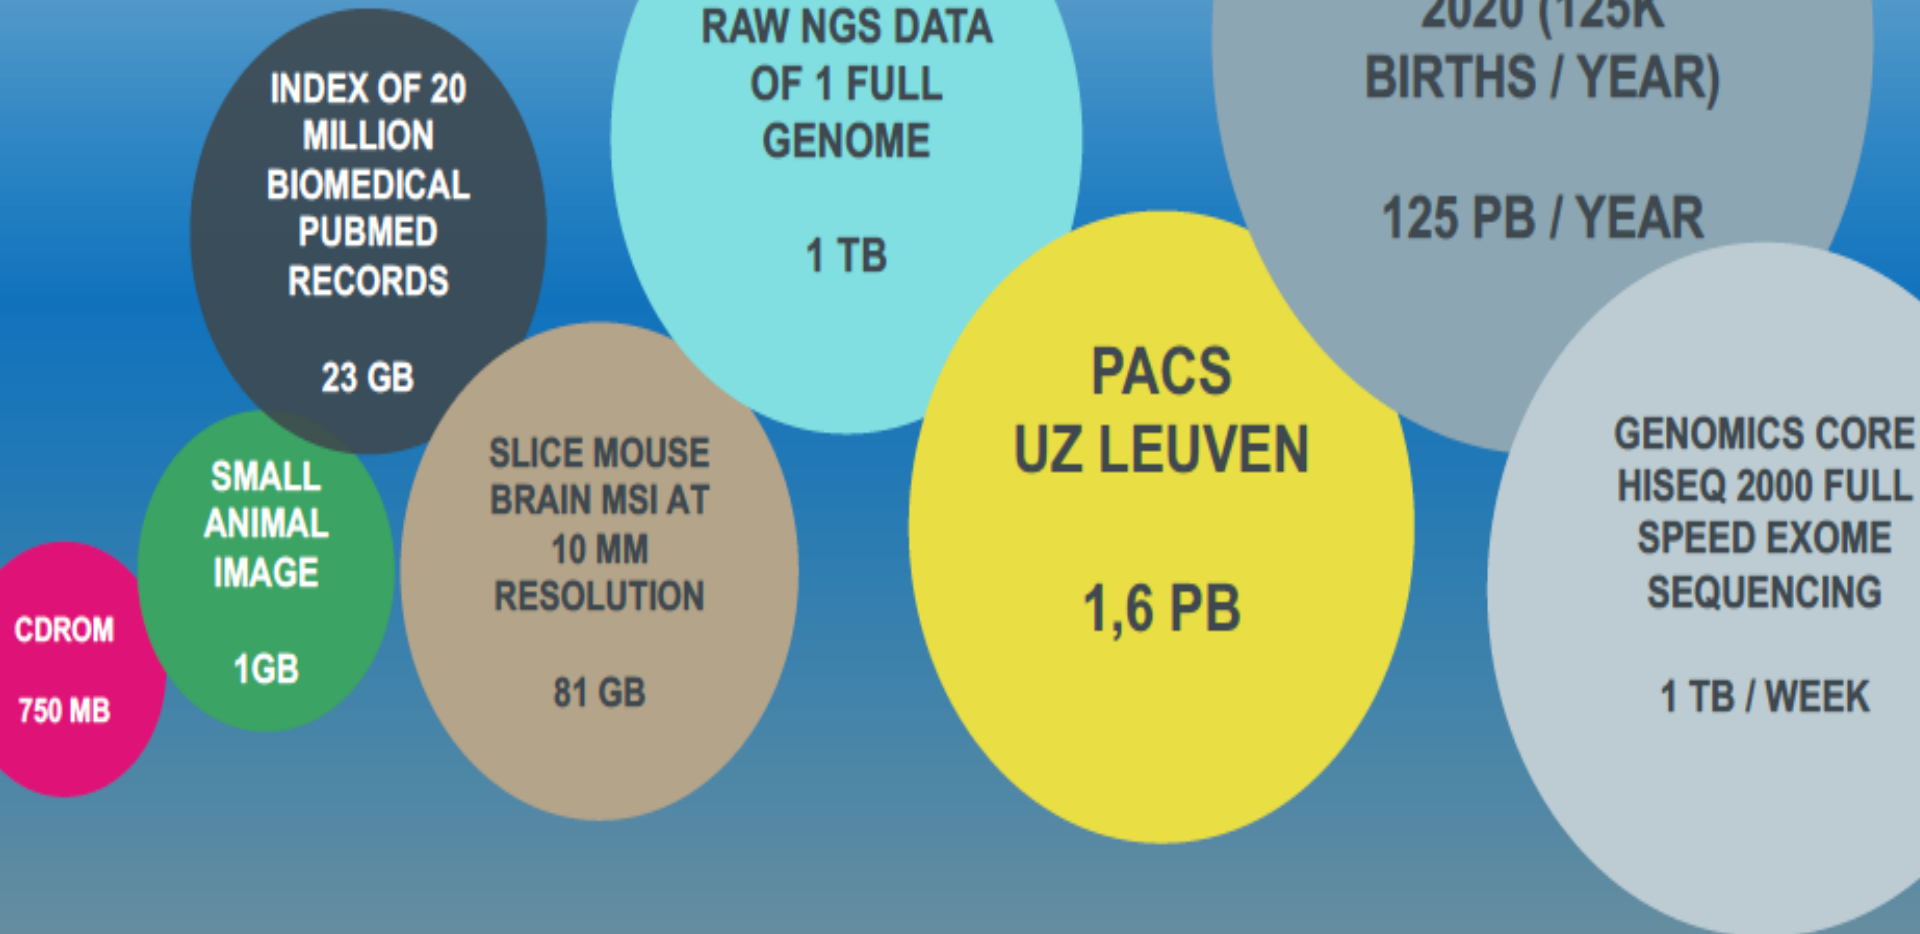 CDROM
750 MB
SMALL
ANIMAL
IMAGE
1GB
INDEX OF 20
MILLION
BIOMEDICAL
PUBMED
RECORDS
23 GB
SLICE MOUSE
BRAIN MSI AT
10 MM
RESOLUTION
81 GB
RAW NGS DATA
OF 1 FULL
GENOME
1 TB
PACS
UZ LEUVEN
1,6 PB
2020 (125K
BIRTHS / YEAR)
125 PB / YEAR
GENOMICS CORE
HISEQ 2000 FULL
SPEED EXOME
SEQUENCING
1 TB / WEEK